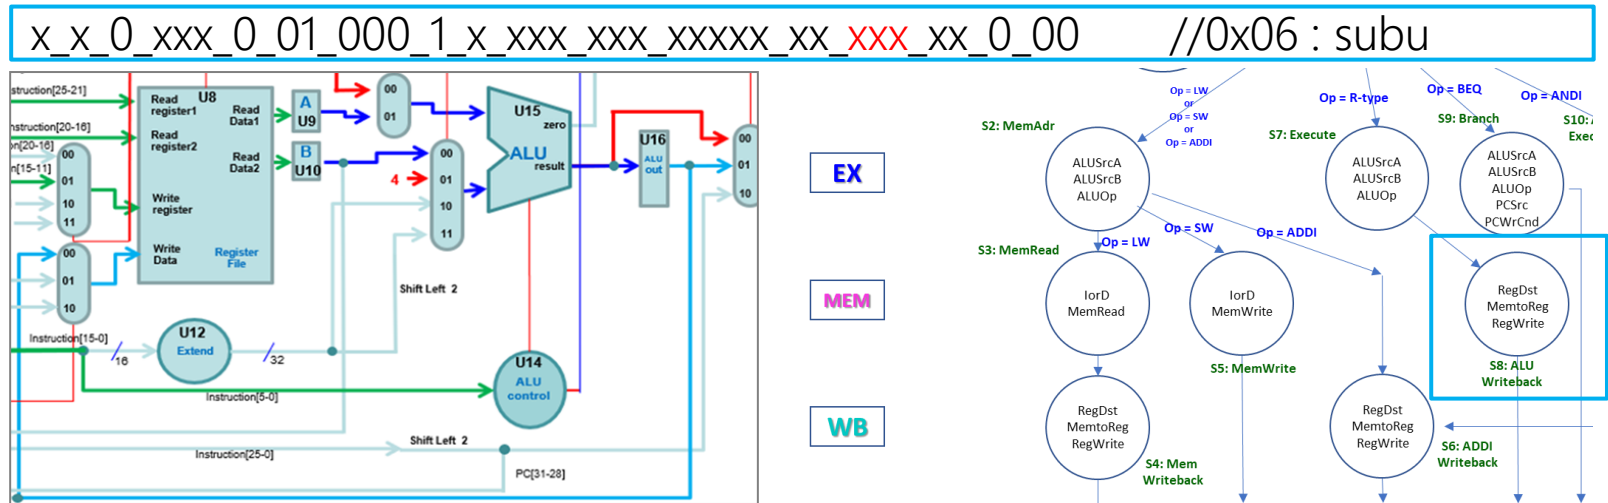 x_x_0_xxx_0_01_000_1_x_xxx_xxx_xxxxx_xx_xxx_xx_0_00 //0x06 : subu
struction[25-21]
nstruction[20-16]
n[20-16]
00
n[15-11]
01
10
11
00
01
10
Read
register1
U8
Read
Data1
Read
register2
Read
Data2
Write
register
Write
Data
Register
File
A
U9
B
U10
00
01
00
4
01
10
11
U15
zero
ALU
result
U16
ALU
out
00
01
10
Shift Left 2
Instruction[15-0]
16
U12
Extend
32
U14
ALU
control
Instruction[5-0]
Shift Left 2
Instruction[25-0]
PC[31-28]
EX
MEM
WB
Op = LW
or
Op = SW
or
Op = ADDI
Op = R-type
Op = BEQ
Op = ANDI
S2: MemAdr
ALUSrcA
ALUSrcB
ALUOp
S7: Execute
ALUSrcA
ALUSrcB
ALUOp
S9: Branch
ALUSrcA
ALUSrcB
ALUOp
PCSrc
PCWrCnd
S10:
Exec
Op = LW
Op = SW
Op = ADDI
S3: MemRead
IorD
MemRead
IorD
MemWrite
S5: MemWrite
RegDst
MemtoReg
RegWrite
S8: ALU
Writeback
RegDst
MemtoReg
RegWrite
S4: Mem
Writeback
RegDst
MemtoReg
RegWrite
S6: ADDI
Writeback